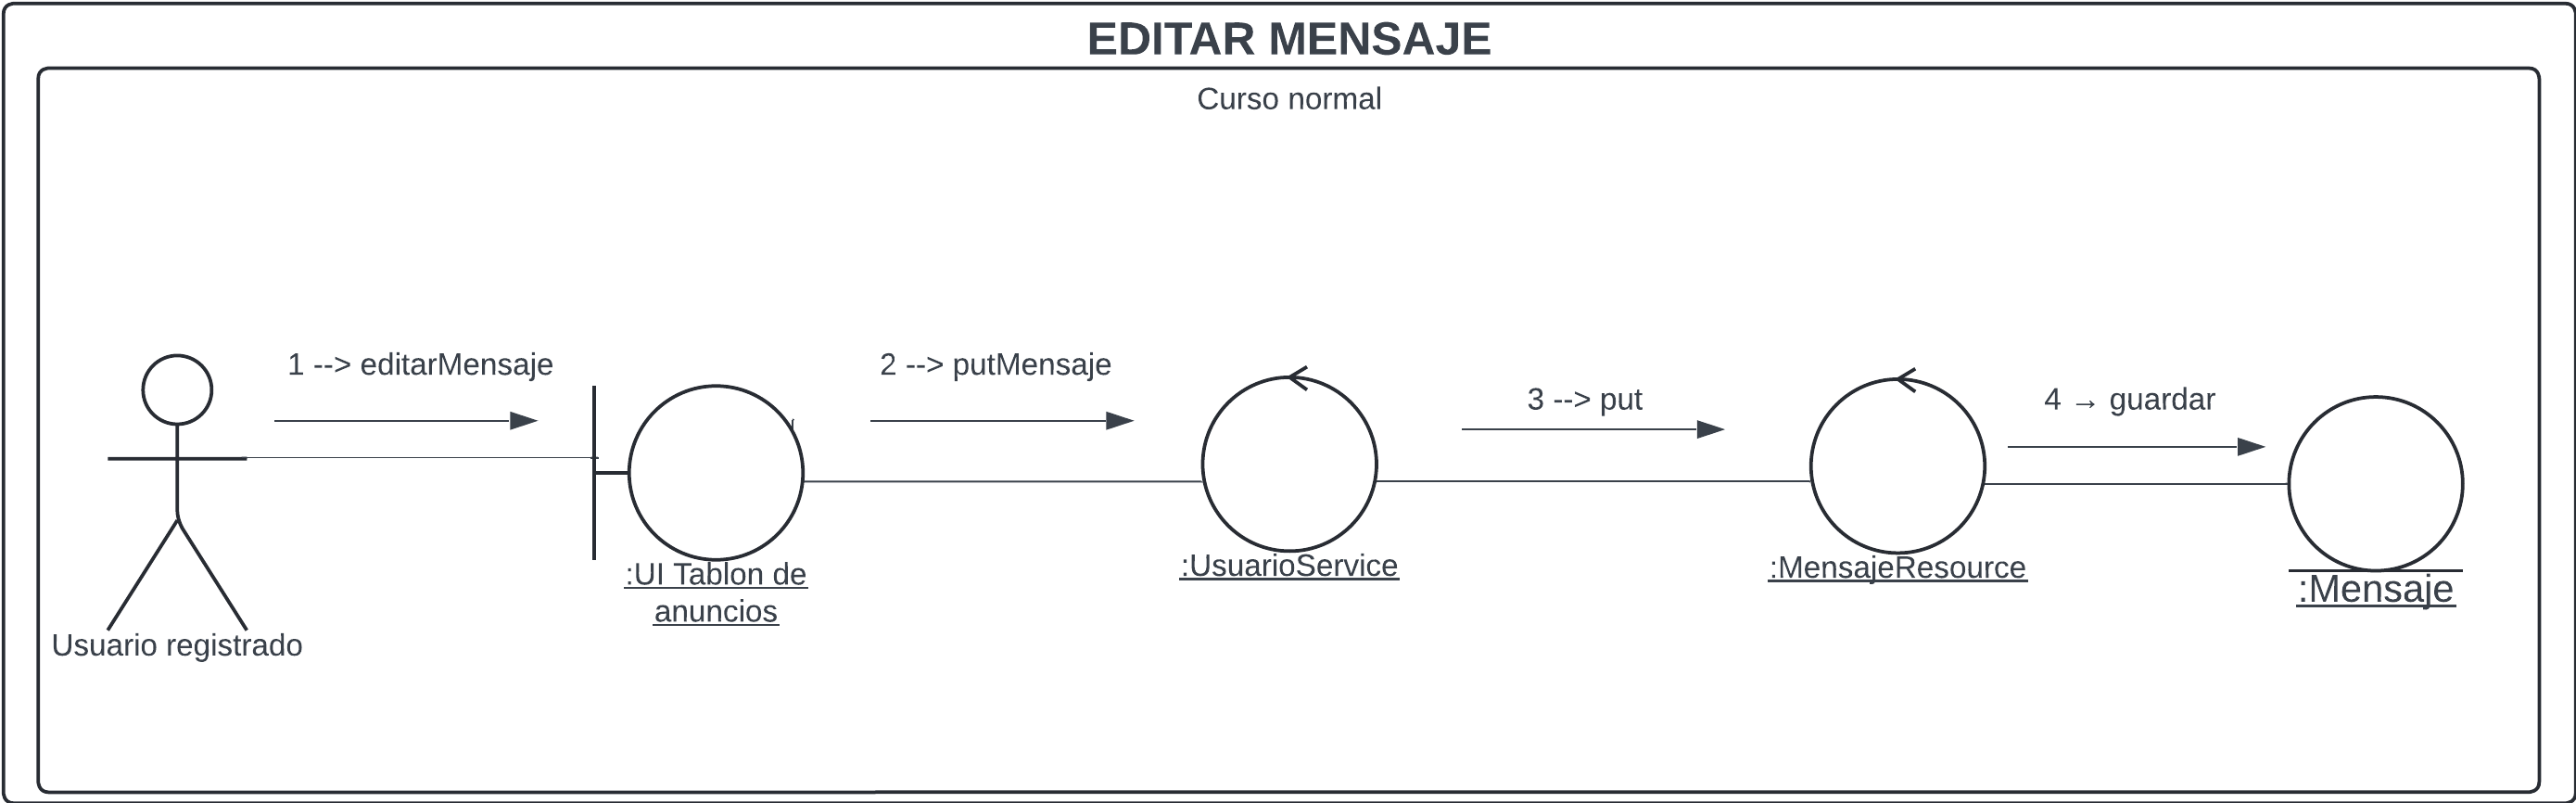 EDITAR MENSAJE
Curso normal
1 --> editarMensaje
2 --> putMensaje
3 --> put
4 → guardar
:UI Tablon de
anuncios
:UsuarioService
:MensajeResource
:Mensaje
Usuario registrado